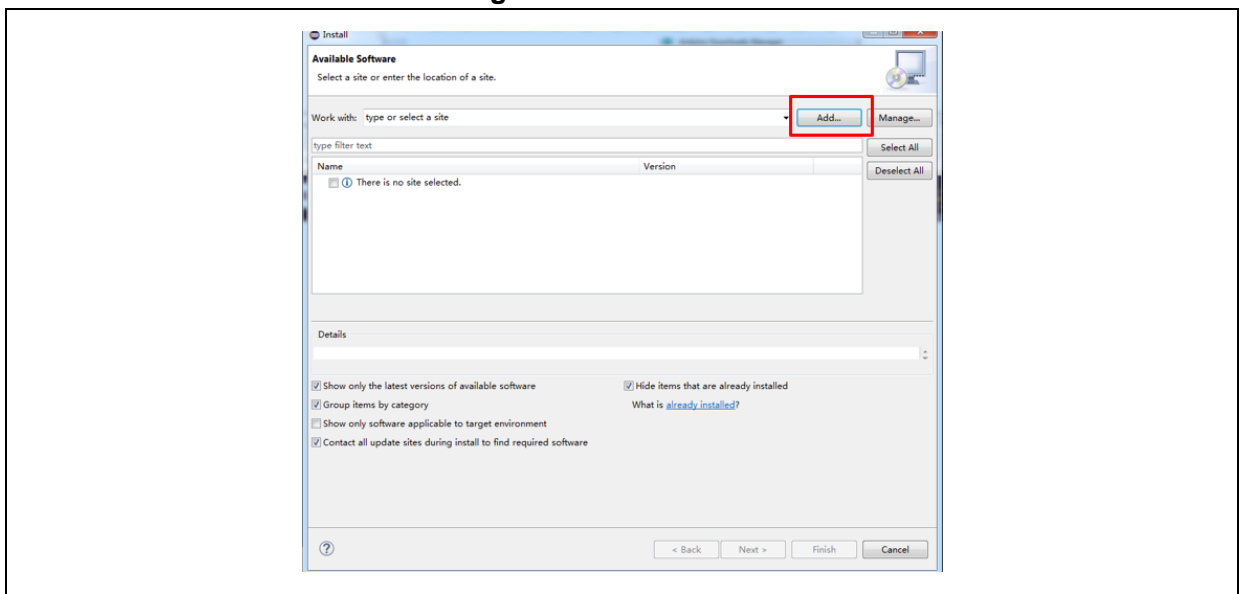 Install
Available Software
Select a site or enter the location of a site.
Work with: type or select a site
Add...
Manage...
type filter text
Select All
Name Version
Deselect All
There is no site selected.
Details
Show only the latest versions of available software
Hide items that are already installed
Group items by category
What is already installed?
Show only software applicable to target environment
Contact all update sites during install to find required software
? < Back Next > Finish Cancel